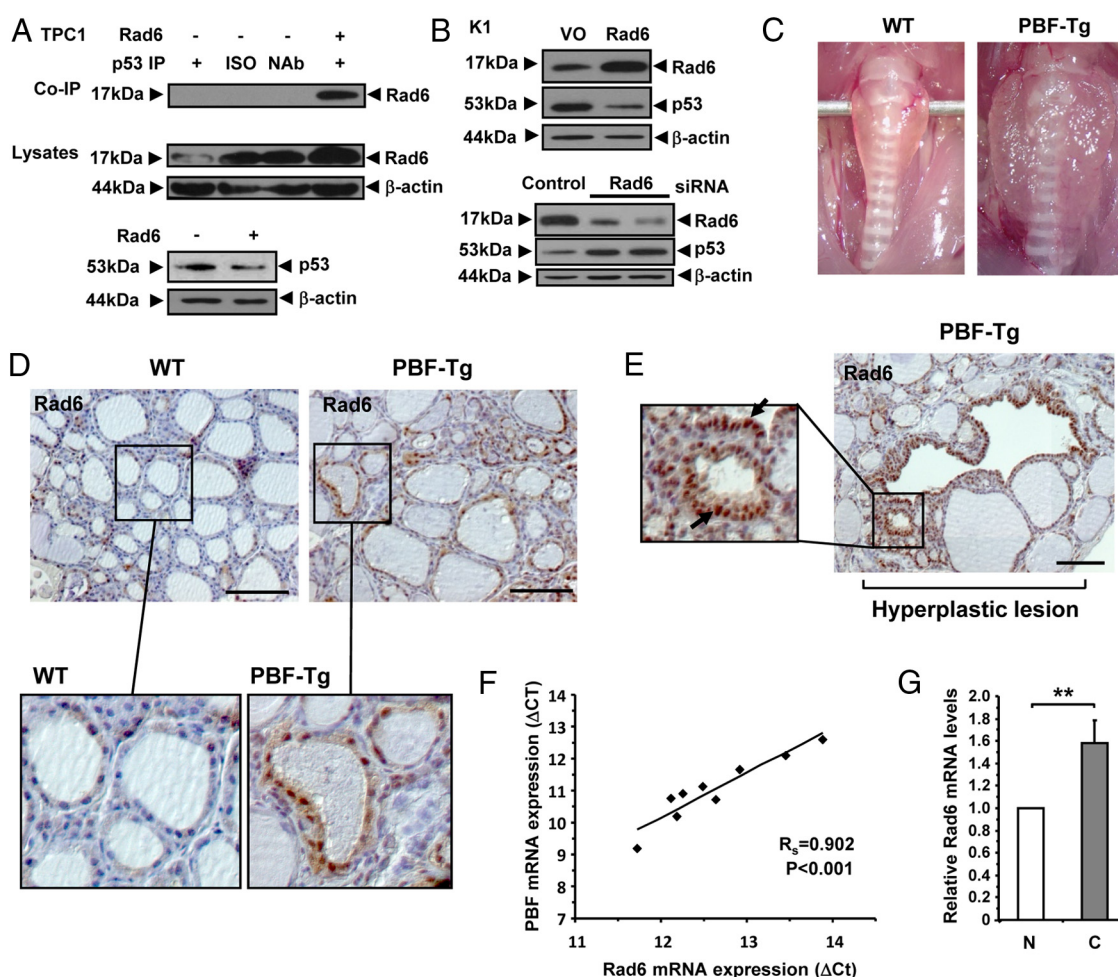 A
TPC1 Rad6 - - - +
p53 IP + ISO NAb +
Co-IP 17kDa Rad6
Lysates 17kDa Rad6
44kDa β-actin
Rad6 - +
53kDa p53
44kDa β-actin
B
K1
VO Rad6
17kDa Rad6
53kDa p53
44kDa β-actin
Control Rad6 siRNA
17kDa Rad6
53kDa p53
44kDa β-actin
C
WT PBF-Tg
D
WT PBF-Tg
Rad6 Rad6
WT PBF-Tg
E
PBF-Tg
Rad6
Hyperplastic lesion
F
PBF mRNA expression (ΔCT)
14
13
12
11
10
9
8
7
11 12 13 14
Rad6 mRNA expression (ΔCt)
Rs=0.902
P<0.001
G
Relative Rad6 mRNA levels
2.0
1.8
1.6
1.4
1.2
1.0
0.8
0.6
0.4
0.2
0
**
N C